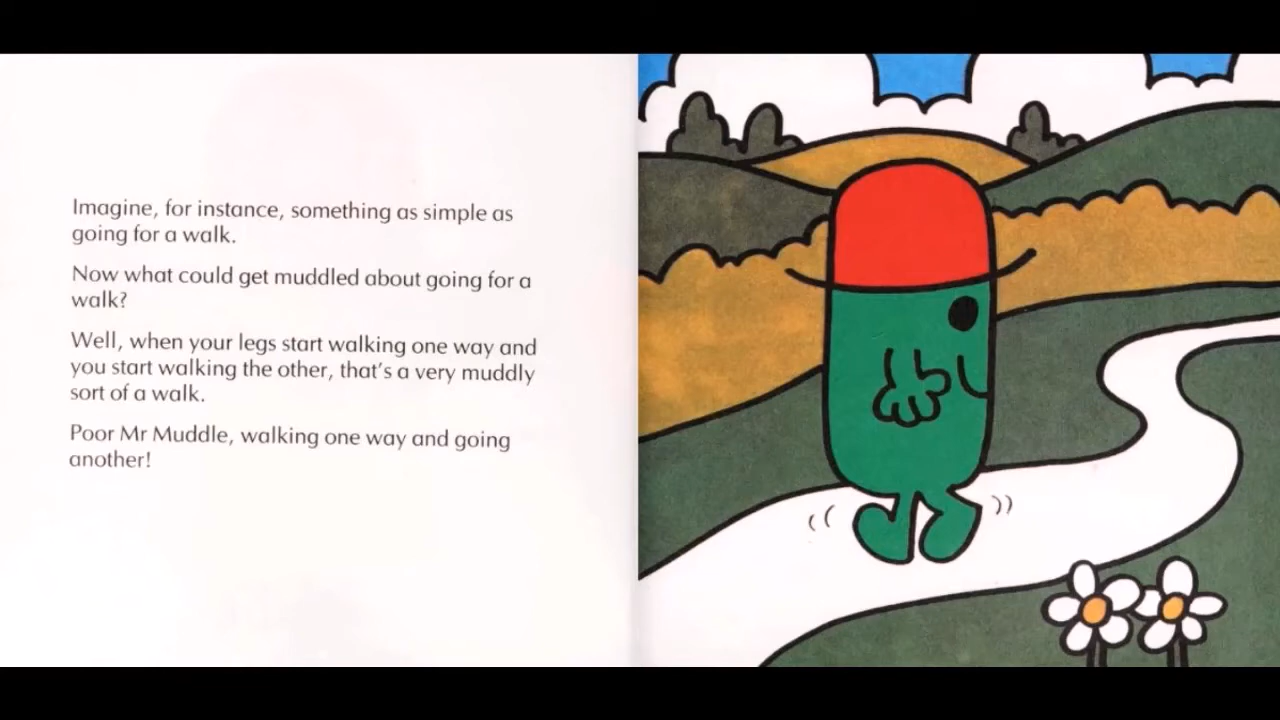 Imagine, for instance, something as simple as
going for a walk.
Now what could get muddled about going for a
walk?
Well, when your legs start walking one way and
you start walking the other, that's a very muddly
sort of a walk.
Poor Mr Muddle, walking one way and going
another!